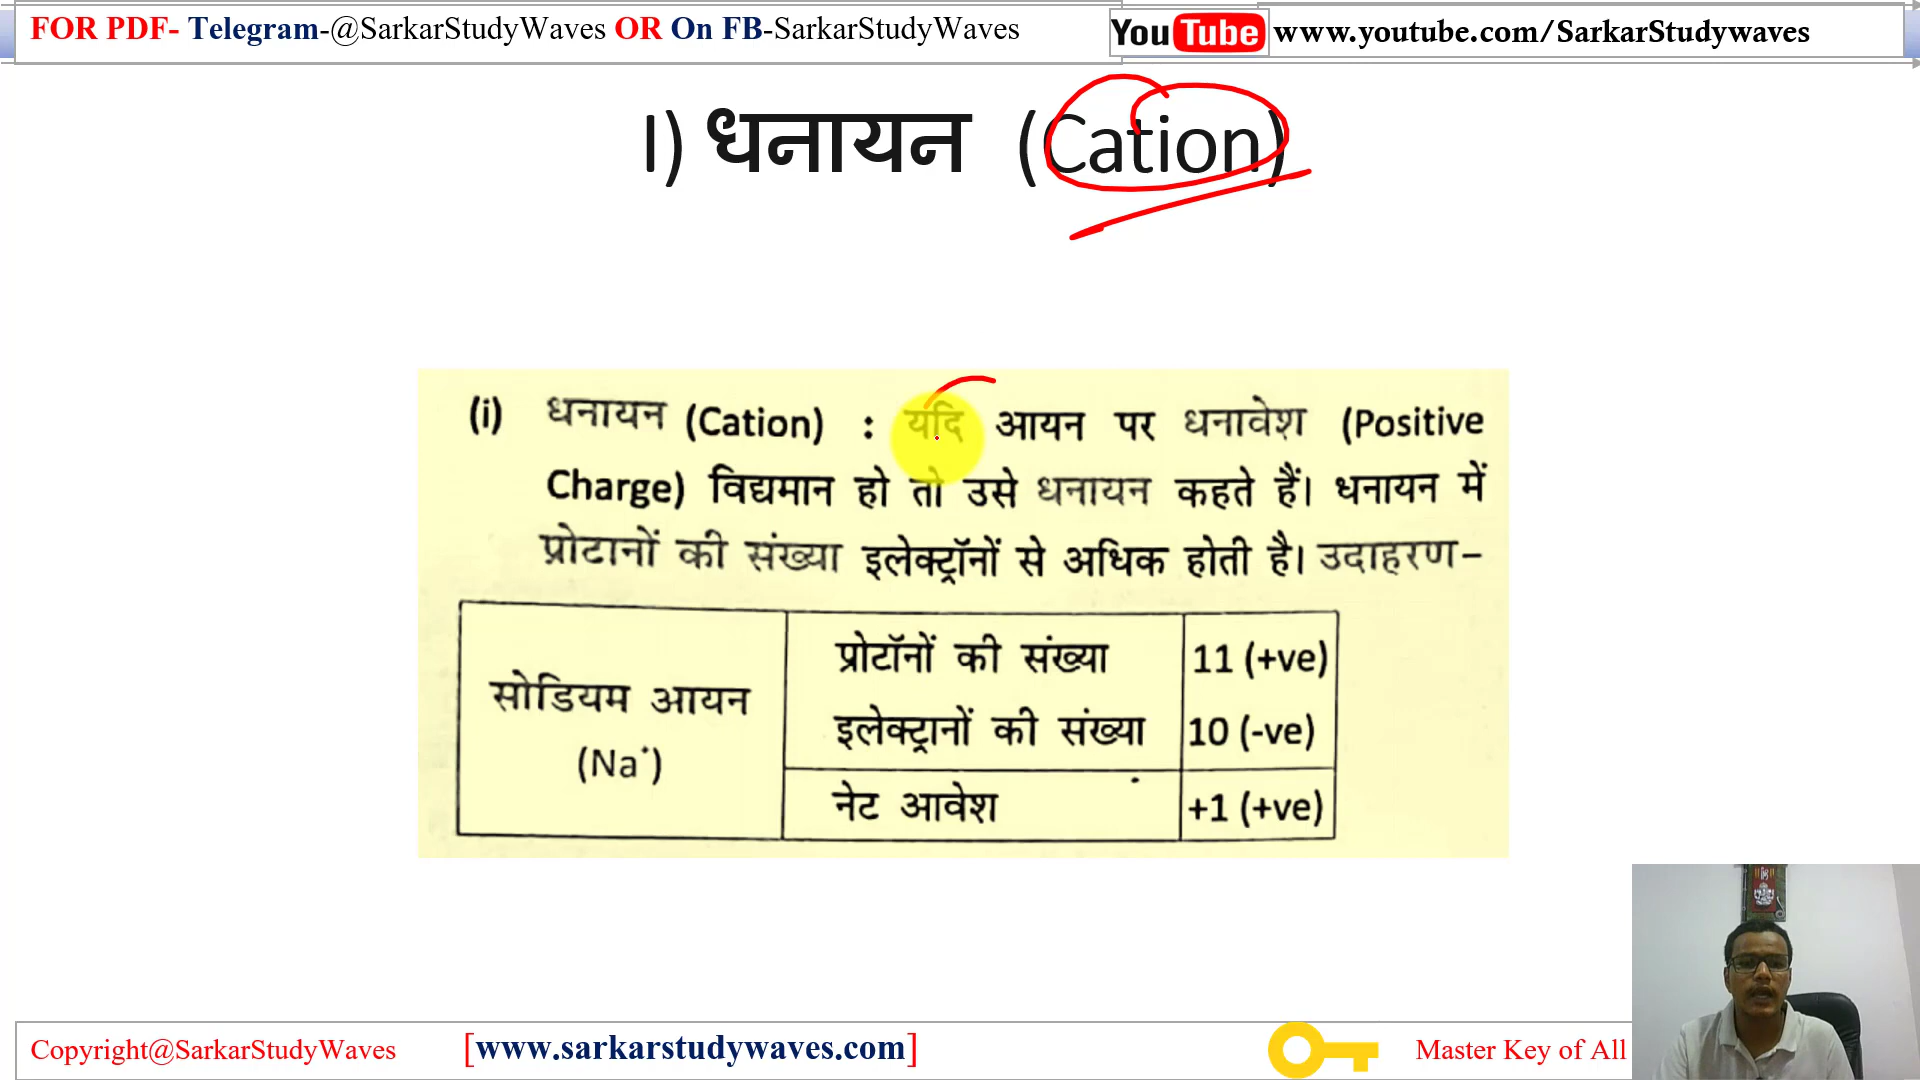 FOR PDF- Telegram-@SarkarStudyWaves OR On FB-SarkarStudyWaves
YouTube www.youtube.com/SarkarStudywaves
I) धनायन (Cation)
(i) धनायन (Cation) : यदि आयन पर धनावेश (Positive
Charge) विद्यमान हो तो उसे धनायन कहते हैं। धनायन में
प्रोटानों की संख्या इलेक्ट्रॉनों से अधिक होती है। उदाहरण–
प्रोटॉनों की संख्या 11 (+ve)
सोडियम आयन
इलेक्ट्रानों की संख्या 10 (-ve)
(Na⁺)
नेट आवेश +1 (+ve)
Copyright@SarkarStudyWaves [www.sarkarstudywaves.com] Master Key of All